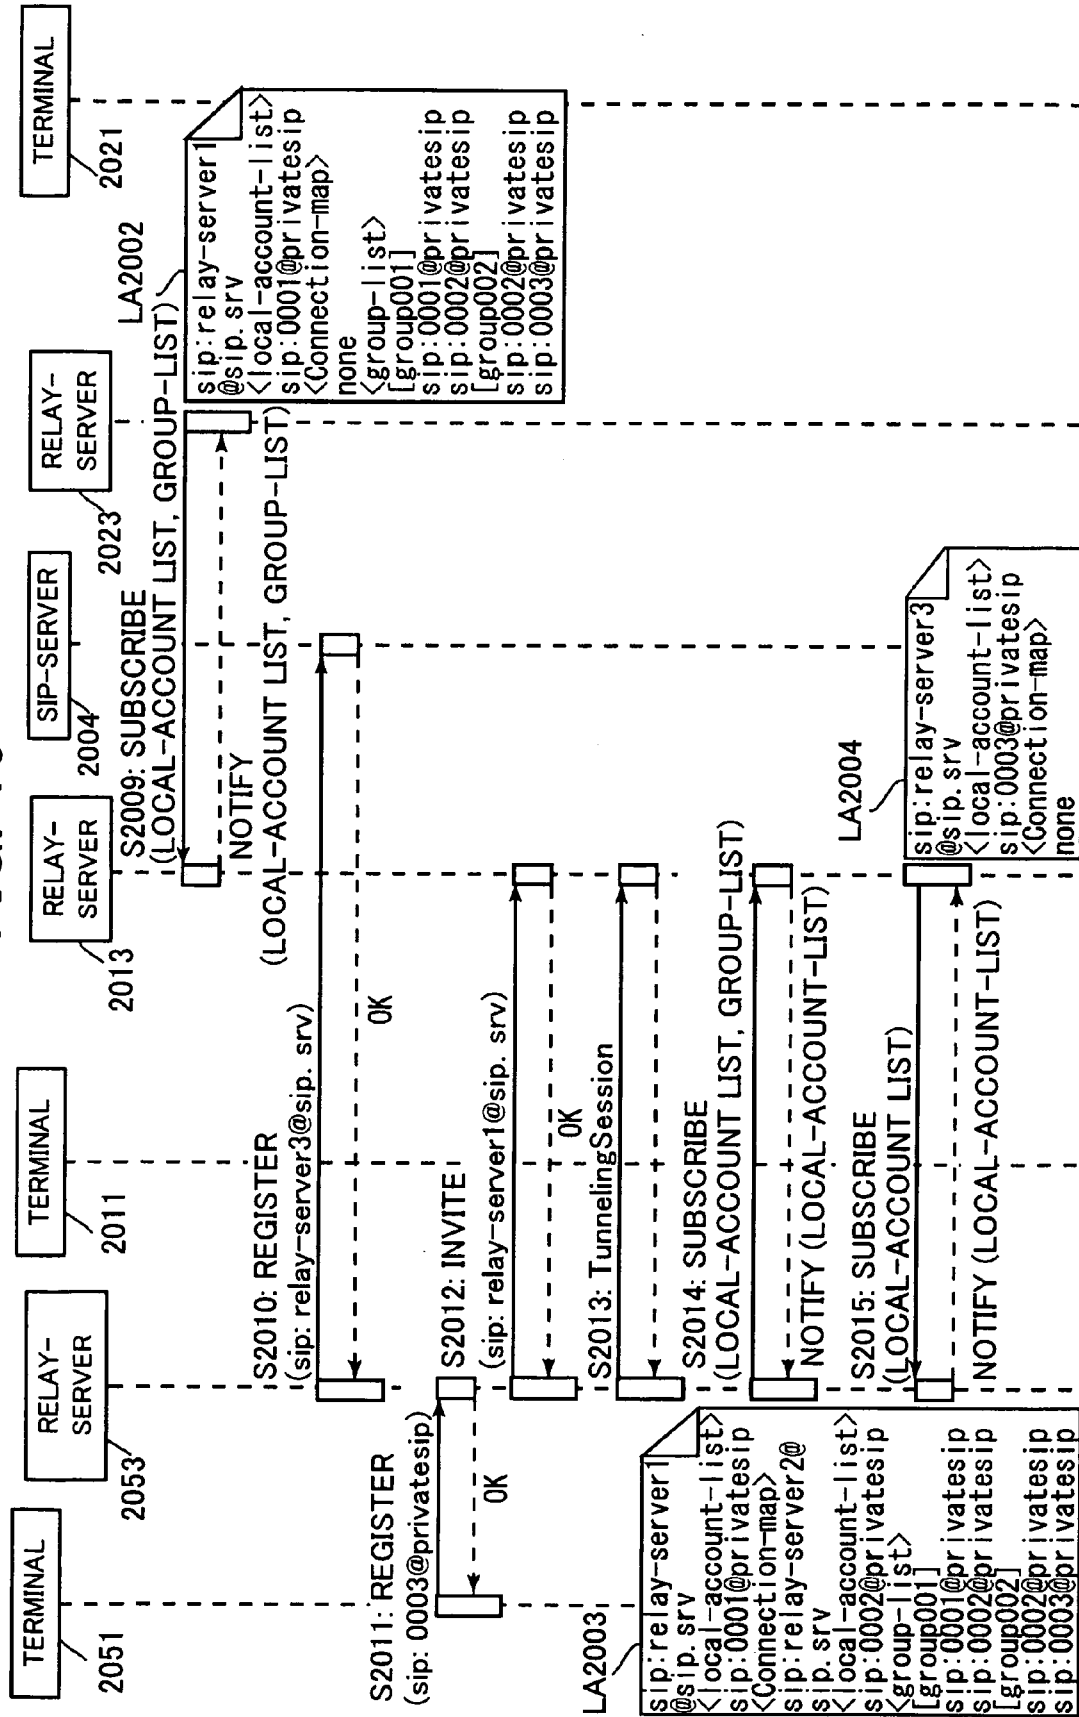 TERMINAL
2051
RELAY-
SERVER
2053
TERMINAL
2011
RELAY-
SERVER
2013
SIP-SERVER
2004
RELAY-
SERVER
2023
TERMINAL
2021
S2009: SUBSCRIBE
(LOCAL-ACCOUNT LIST, GROUP-LIST)
NOTIFY
(LOCAL-ACCOUNT LIST, GROUP-LIST)
LA2002
sip:relay-server1
@sip.srv
<local-account-list>
sip:0001@privatesip
<Connection-map>
none
<group-list>
[group001]
sip:0001@privatesip
sip:0002@privatesip
[group002]
sip:0002@privatesip
sip:0003@privatesip
S2010: REGISTER
(sip: relay-server3@sip. srv)
OK
S2011: REGISTER
(sip: 0003@privatesip)
OK
S2012: INVITE
(sip: relay-server1@sip. srv)
OK
S2013: TunnelingSession
S2014: SUBSCRIBE
(LOCAL-ACCOUNT LIST, GROUP-LIST)
NOTIFY (LOCAL-ACCOUNT-LIST)
S2015: SUBSCRIBE
(LOCAL-ACCOUNT LIST)
NOTIFY (LOCAL-ACCOUNT-LIST)
LA2003
sip:relay-server1
@sip.srv
<local-account-list>
sip:0001@privatesip
<Connection-map>
sip:relay-server2@
sip.srv
<local-account-list>
sip:0002@privatesip
<group-list>
[group001]
sip:0001@privatesip
sip:0002@privatesip
[group002]
sip:0002@privatesip
sip:0003@privatesip
LA2004
sip:relay-server3
@sip.srv
<local-account-list>
sip:0003@privatesip
<Connection-map>
none